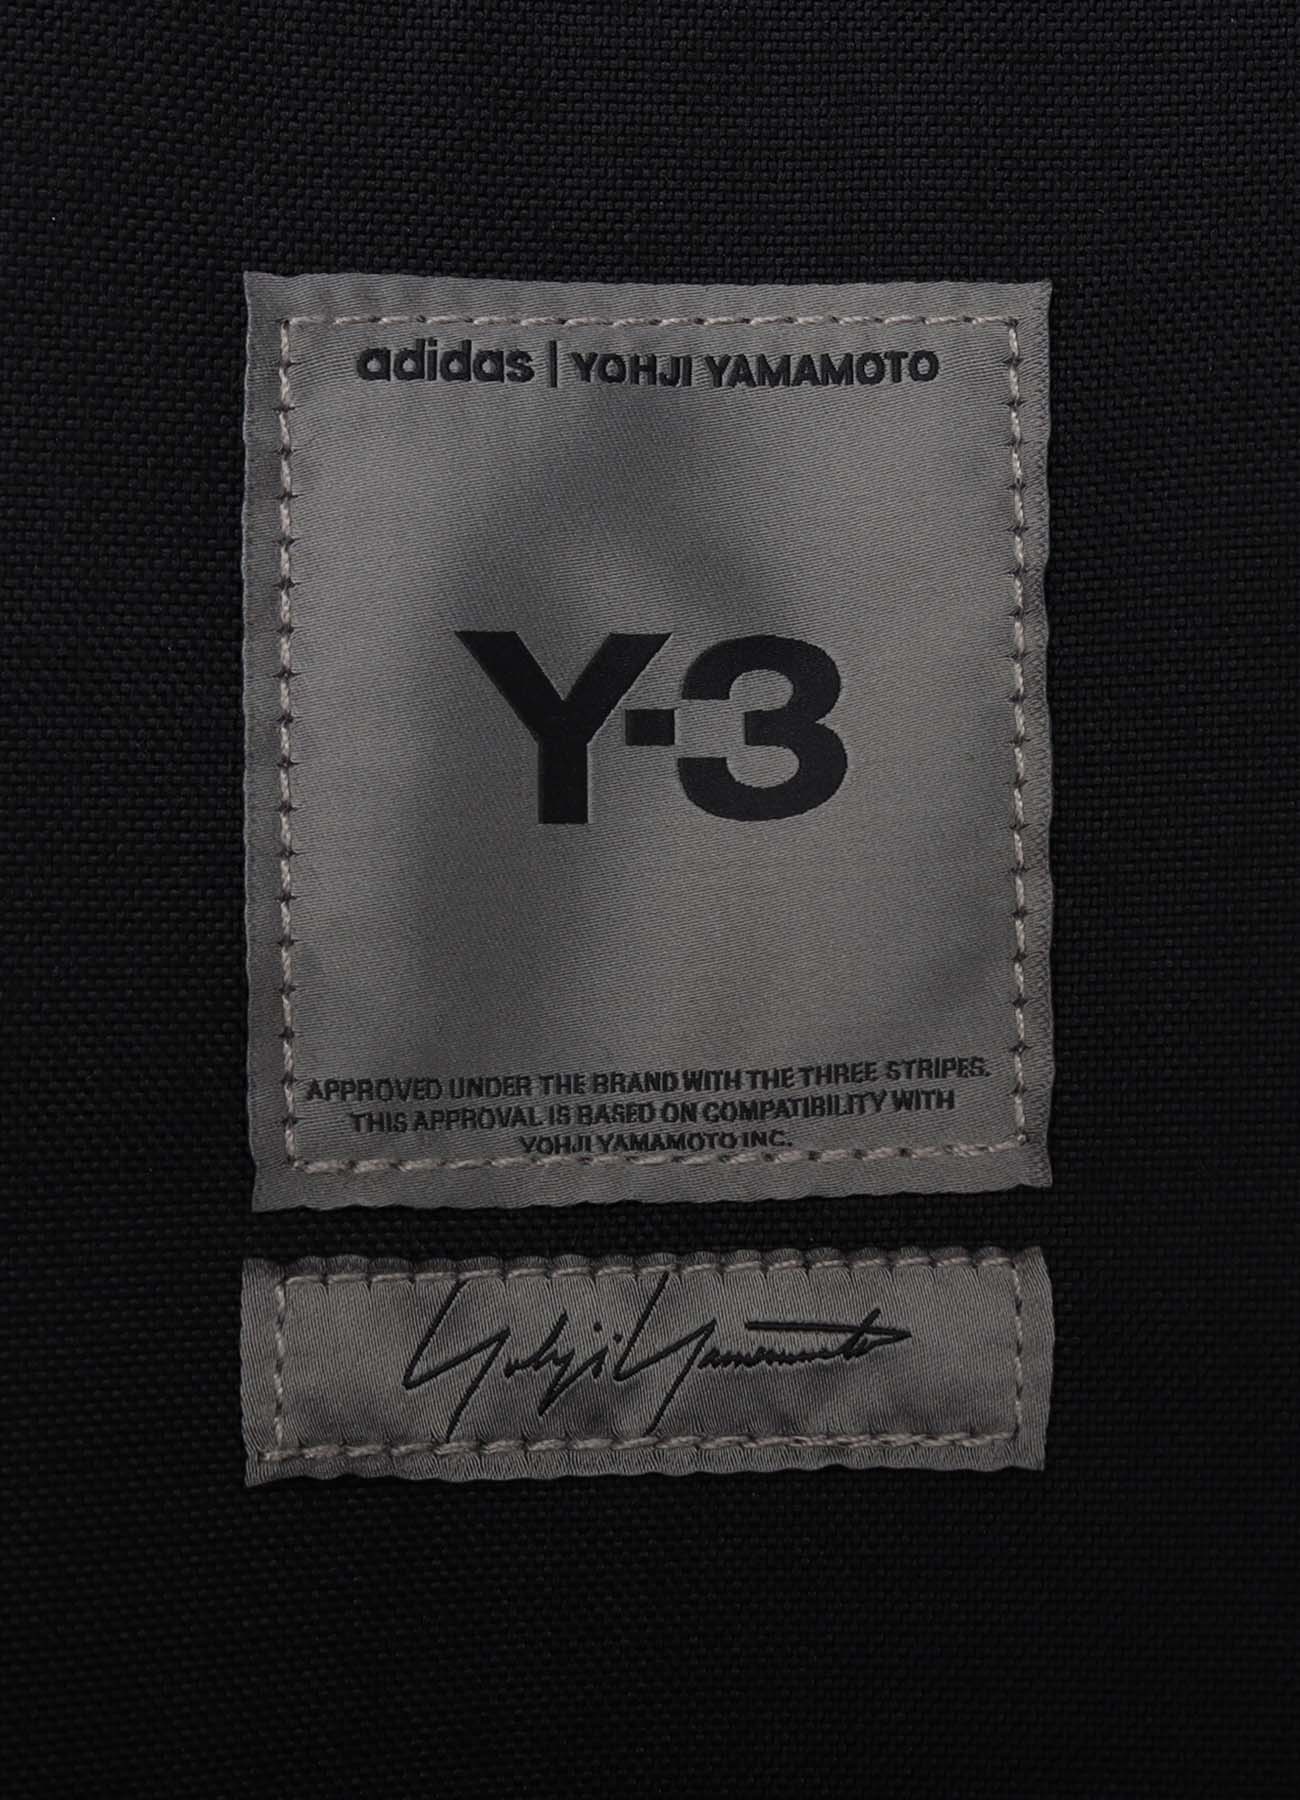 adidas | YOHJI YAMAMOTO
Y-3
APPROVED UNDER THE BRAND WITH THE THREE STRIPES.
THIS APPROVAL IS BASED ON COMPATIBILITY WITH
YOHJI YAMAMOTO INC.
Yohji Yamamoto